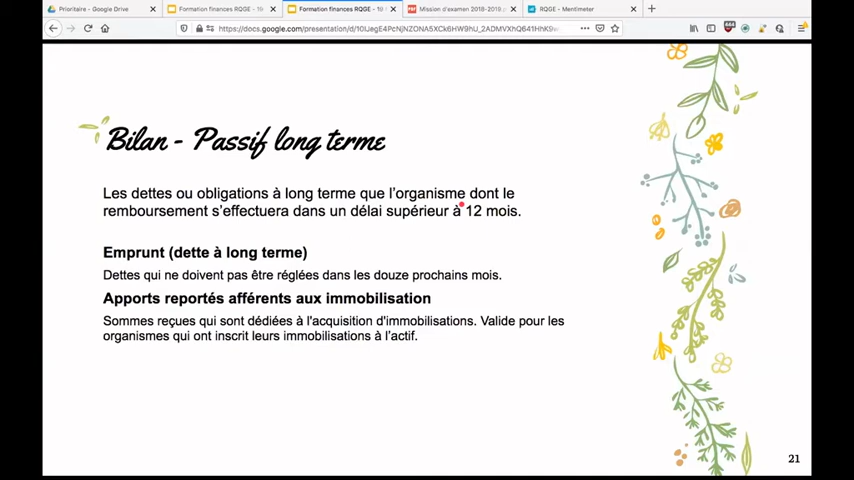 Prioritaire - Google Drive
Formation finances RQGE - 19
Formation finances RQGE - 19
Mission d'examen 2018-2019
RQGE - Mentimeter
Bilan - Passif long terme
Les dettes ou obligations à long terme que l'organisme dont le
remboursement s'effectuera dans un délai supérieur à 12 mois.
Emprunt (dette à long terme)
Dettes qui ne doivent pas être réglées dans les douze prochains mois.
Apports reportés afférents aux immobilisation
Sommes reçues qui sont dédiées à l'acquisition d'immobilisations. Valide pour les
organismes qui ont inscrit leurs immobilisations à l'actif.
21